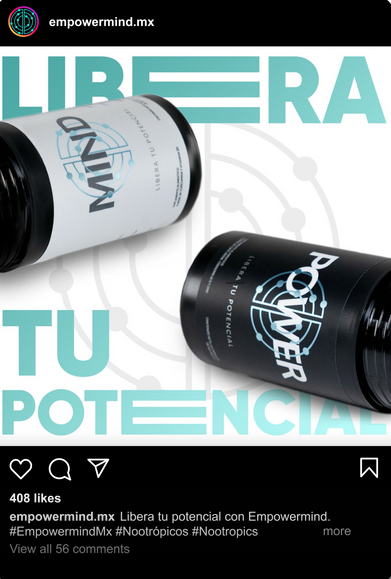 empowermind.mx
LIBERA
MIND
LIBERA TU POTENCIAL
POWER
LIBERA TU POTENCIAL
TU
POTENCIAL
408 likes
empowermind.mx Libera tu potencial con Empowermind.
#EmpowermindMx #Nootrópicos #Nootropics more
View all 56 comments